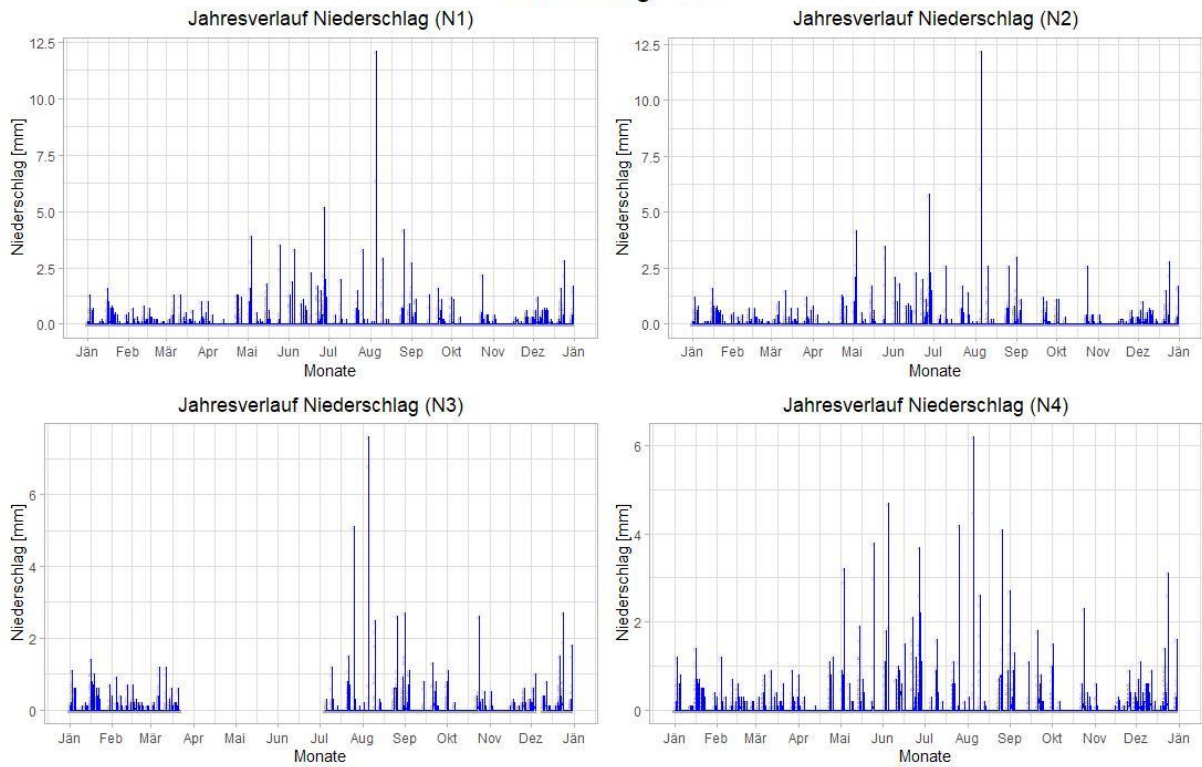 Jahresverlauf Niederschlag (N1)
Niederschlag [mm]
12.5
10.0
7.5
5.0
2.5
0.0
Jän Feb Mär Apr Mai Jun Jul Aug Sep Okt Nov Dez Jän
Monate
Jahresverlauf Niederschlag (N2)
Niederschlag [mm]
12.5
10.0
7.5
5.0
2.5
0.0
Jän Feb Mär Apr Mai Jun Jul Aug Sep Okt Nov Dez Jän
Monate
Jahresverlauf Niederschlag (N3)
Niederschlag [mm]
6
4
2
0
Jän Feb Mär Apr Mai Jun Jul Aug Sep Okt Nov Dez Jän
Monate
Jahresverlauf Niederschlag (N4)
Niederschlag [mm]
6
4
2
0
Jän Feb Mär Apr Mai Jun Jul Aug Sep Okt Nov Dez Jän
Monate